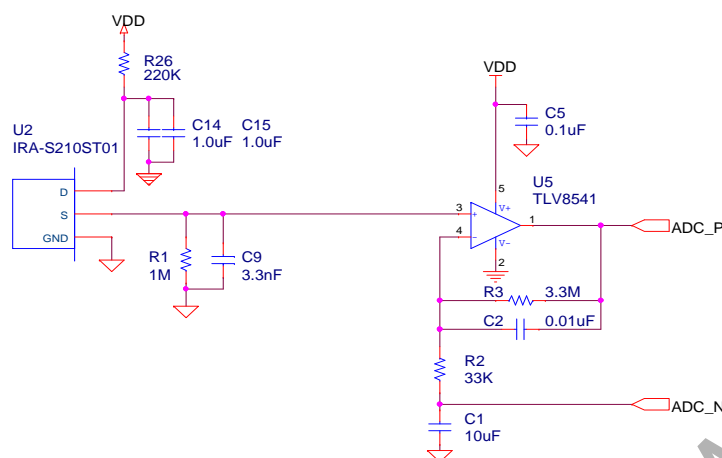 VDD
R26
220K
U2
IRA-S210ST01
C14
1.0uF
C15
1.0uF
D
S
GND
R1
1M
C9
3.3nF
VDD
C5
0.1uF
5
U5
TLV8541
V+
3
+
1
4
-
V-
2
ADC_P
R3
3.3M
C2
0.01uF
R2
33K
ADC_N
C1
10uF